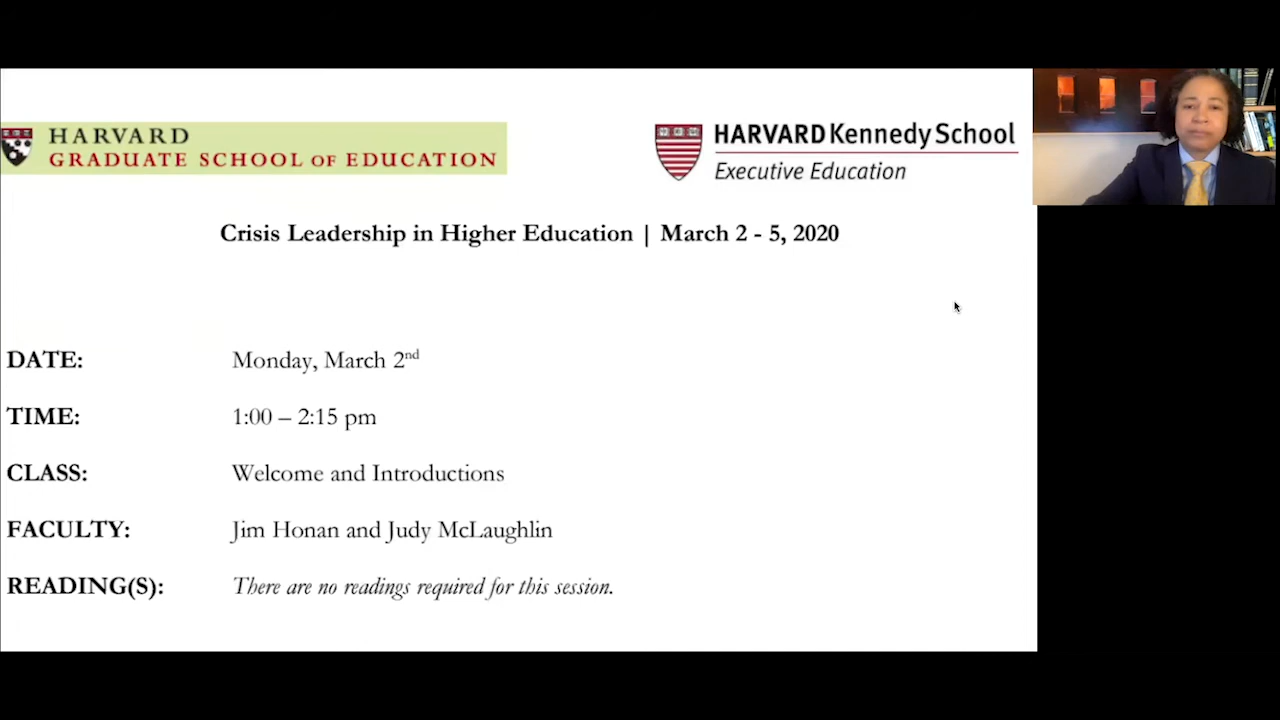 HARVARD
GRADUATE SCHOOL OF EDUCATION
HARVARD Kennedy School
Executive Education
Crisis Leadership in Higher Education | March 2 - 5, 2020
DATE: Monday, March 2nd
TIME: 1:00 – 2:15 pm
CLASS: Welcome and Introductions
FACULTY: Jim Honan and Judy McLaughlin
READING(S): There are no readings required for this session.